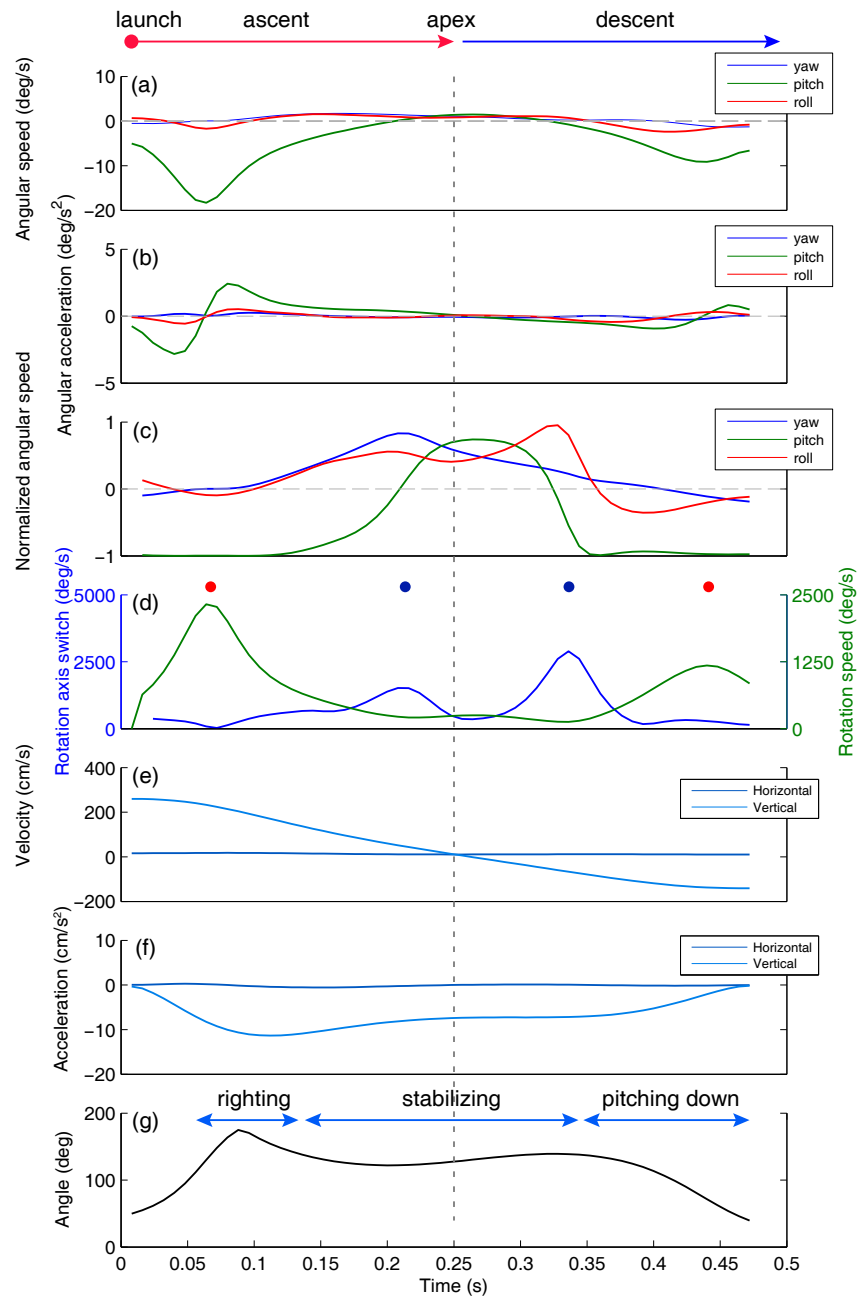 launch ascent apex descent
(a)
Angular speed (deg/s)
10
0
−10
−20
yaw
pitch
roll
(b)
Angular acceleration (deg/s²)
5
0
−5
yaw
pitch
roll
(c)
Normalized angular speed
1
0
−1
yaw
pitch
roll
(d)
Rotation axis switch (deg/s)
5000
2500
0
Rotation speed (deg/s)
2500
1250
0
(e)
Velocity (cm/s)
400
200
0
−200
Horizontal
Vertical
(f)
Acceleration (cm/s²)
10
0
−10
−20
Horizontal
Vertical
righting stabilizing pitching down
(g)
Angle (deg)
200
100
0
0 0.05 0.1 0.15 0.2 0.25 0.3 0.35 0.4 0.45 0.5
Time (s)